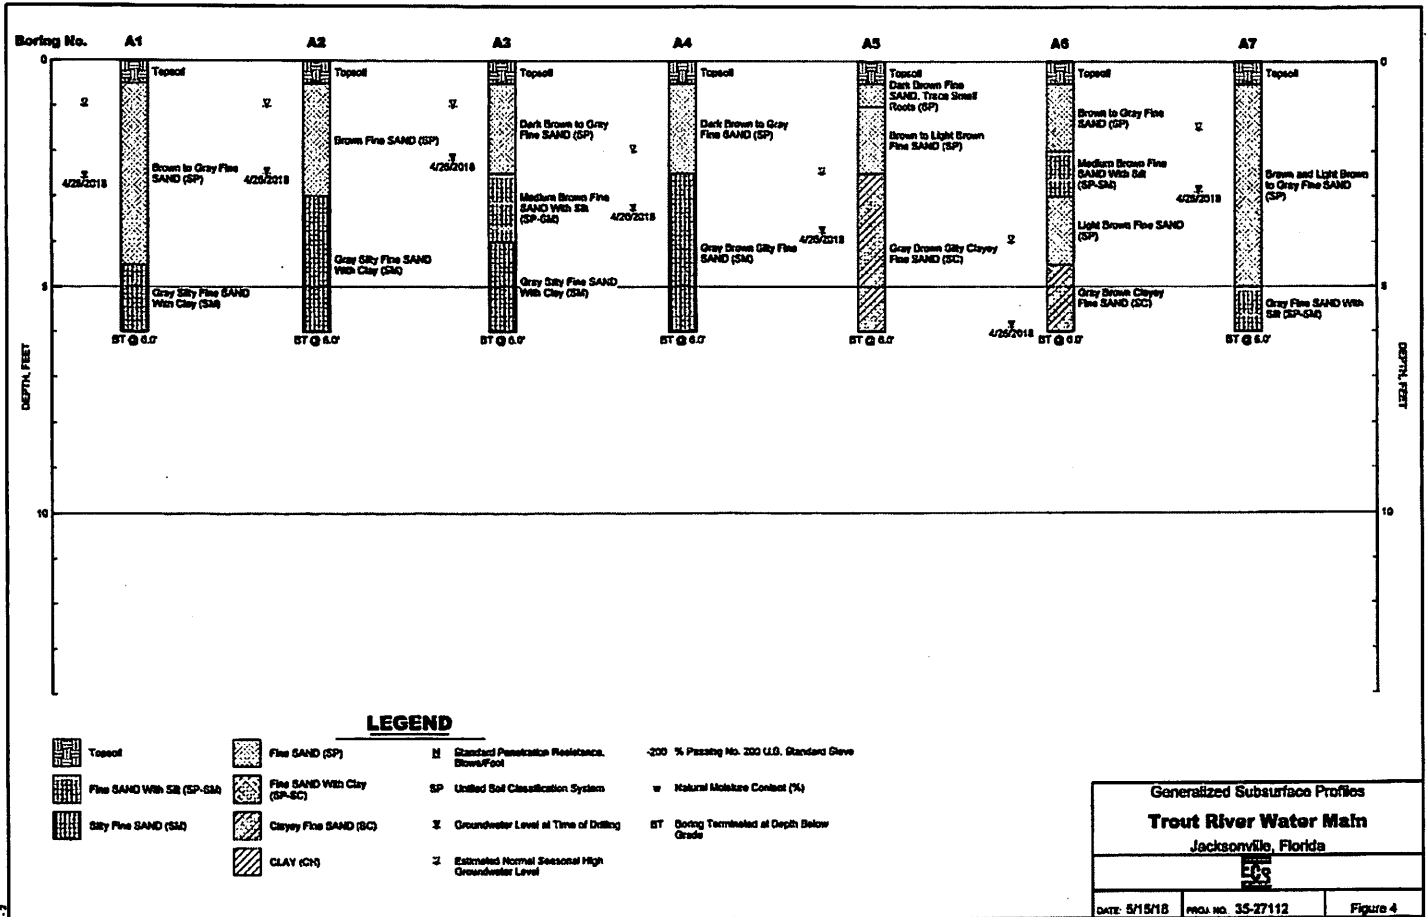 Boring No.
A1
A2
A3
A4
A5
A6
A7
0
0
Topsoil
Brown to Gray Fine
SAND (SP)
Gray Silty Fine SAND
With Clay (SM)
BT @ 6.0'
4/26/2018
Topsoil
Brown Fine SAND (SP)
Gray Silty Fine SAND
With Clay (SM)
BT @ 6.0'
4/26/2018
Topsoil
Dark Brown to Gray
Fine SAND (SP)
Medium Brown Fine
SAND With Silt
(SP-SM)
Gray Silty Fine SAND
With Clay (SM)
BT @ 6.0'
4/26/2018
Topsoil
Dark Brown to Gray
Fine SAND (SP)
Gray Brown Silty Fine
SAND (SM)
BT @ 6.0'
4/26/2018
Topsoil
Dark Brown Fine
SAND, Trace Small
Roots (SP)
Brown to Light Brown
Fine SAND (SP)
Gray Brown Silty Clayey
Fine SAND (SC)
BT @ 6.0'
4/26/2018
Topsoil
Brown to Gray Fine
SAND (SP)
Medium Brown Fine
SAND With Silt
(SP-SM)
Light Brown Fine SAND
(SP)
Gray Brown Clayey
Fine SAND (SC)
BT @ 6.0'
4/26/2018
Topsoil
Brown and Light Brown
to Gray Fine SAND
(SP)
Gray Fine SAND With
Silt (SP-SM)
BT @ 6.0'
4/26/2018
5
5
DEPTH, FEET
DEPTH, FEET
10
10
LEGEND
Topsoil
Fine SAND With Silt (SP-SM)
Silty Fine SAND (SM)
Fine SAND (SP)
Fine SAND With Clay
(SP-SC)
Clayey Fine SAND (SC)
CLAY (CH)
N Standard Penetration Resistance,
Blows/Foot
SP Unified Soil Classification System
Groundwater Level at Time of Drilling
Estimated Normal Seasonal High
Groundwater Level
-200 % Passing No. 200 U.S. Standard Sieve
w Natural Moisture Content (%)
BT Boring Terminated at Depth Below
Grade
Generalized Subsurface Profiles
Trout River Water Main
Jacksonville, Florida
ECS
DATE: 5/15/18
PROJ. NO. 35-27112
Figure 4